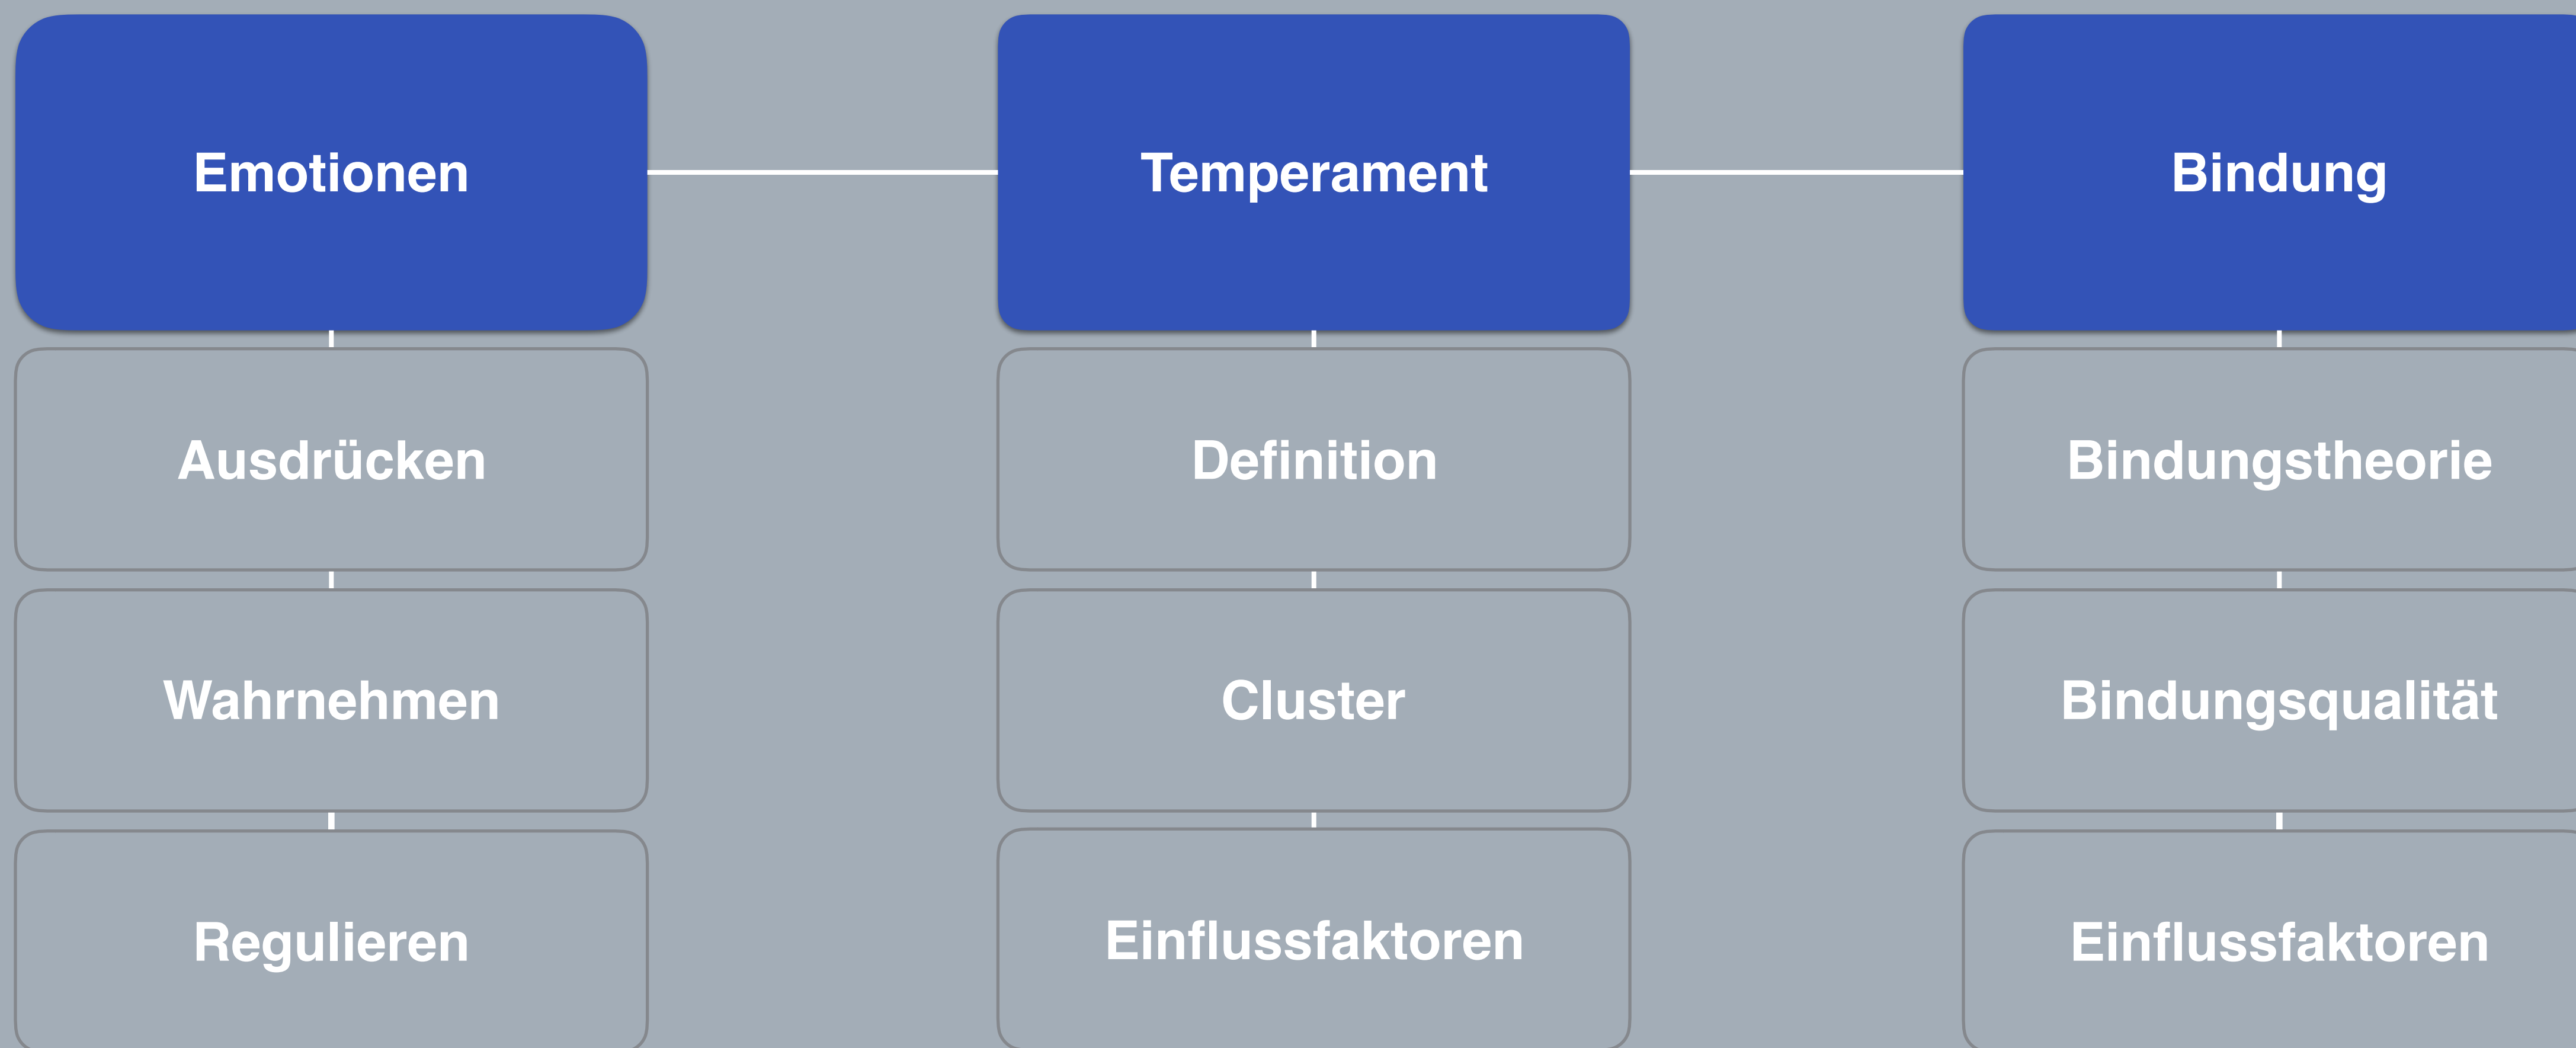 Emotionen
Temperament
Bindung
Ausdrücken
Definition
Bindungstheorie
Wahrnehmen
Cluster
Bindungsqualität
Regulieren
Einflussfaktoren
Einflussfaktoren